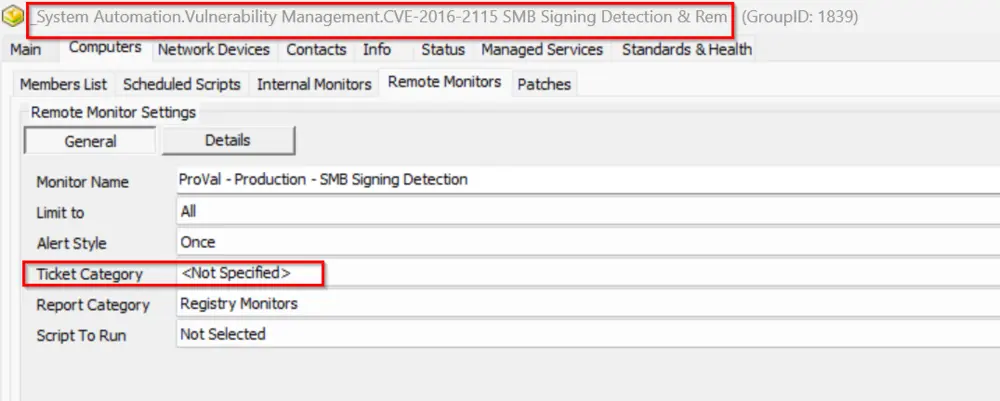 _System Automation.Vulnerability Management.CVE-2016-2115 SMB Signing Detection & Rem (GroupID: 1839)
Main Computers Network Devices Contacts Info Status Managed Services Standards & Health
Members List Scheduled Scripts Internal Monitors Remote Monitors Patches
Remote Monitor Settings
General Details
Monitor Name ProVal - Production - SMB Signing Detection
Limit to All
Alert Style Once
Ticket Category <Not Specified>
Report Category Registry Monitors
Script To Run Not Selected